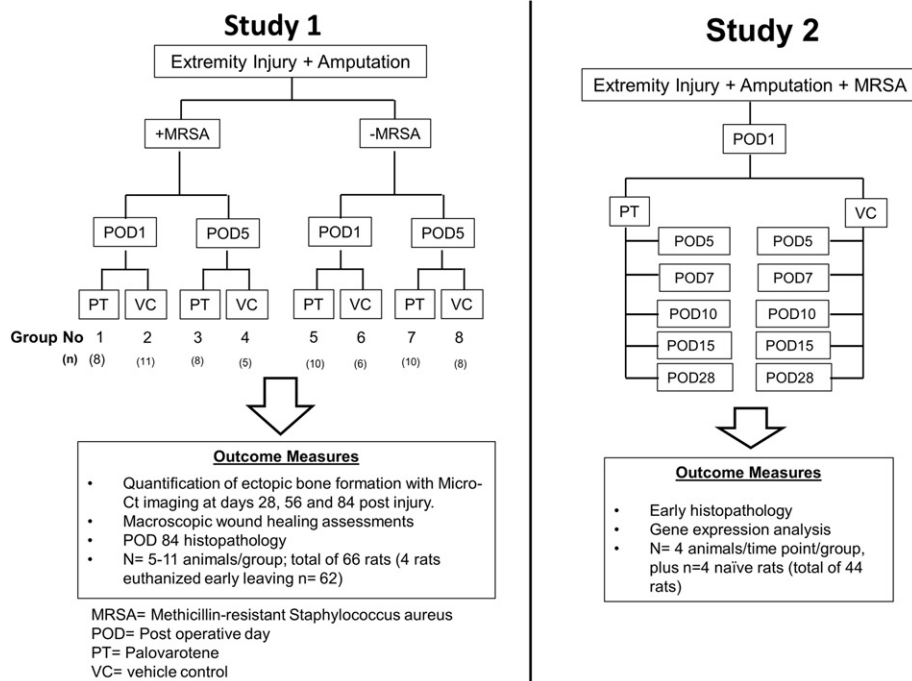 Study 1
Extremity Injury + Amputation
+MRSA
-MRSA
POD1
POD5
POD1
POD5
PT
VC
PT
VC
PT
VC
PT
VC
Group No 1 2 3 4 5 6 7 8
(n) (8) (11) (8) (5) (10) (6) (10) (8)
Outcome Measures
• Quantification of ectopic bone formation with Micro-
Ct imaging at days 28, 56 and 84 post injury.
• Macroscopic wound healing assessments
• POD 84 histopathology
• N= 5-11 animals/group; total of 66 rats (4 rats
euthanized early leaving n= 62)
MRSA= Methicillin-resistant Staphylococcus aureus
POD= Post operative day
PT= Palovarotene
VC= vehicle control
Study 2
Extremity Injury + Amputation + MRSA
POD1
PT
VC
POD5
POD5
POD7
POD7
POD10
POD10
POD15
POD15
POD28
POD28
Outcome Measures
• Early histopathology
• Gene expression analysis
• N= 4 animals/time point/group,
plus n=4 naïve rats (total of 44
rats)